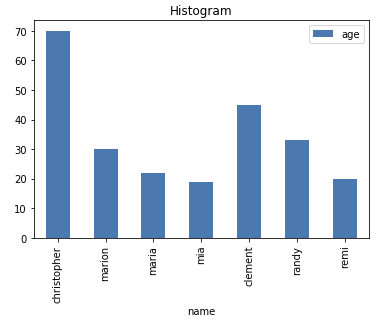 Histogram
age
70
60
50
40
30
20
10
0
christopher
marion
maria
mia
clement
randy
remi
name